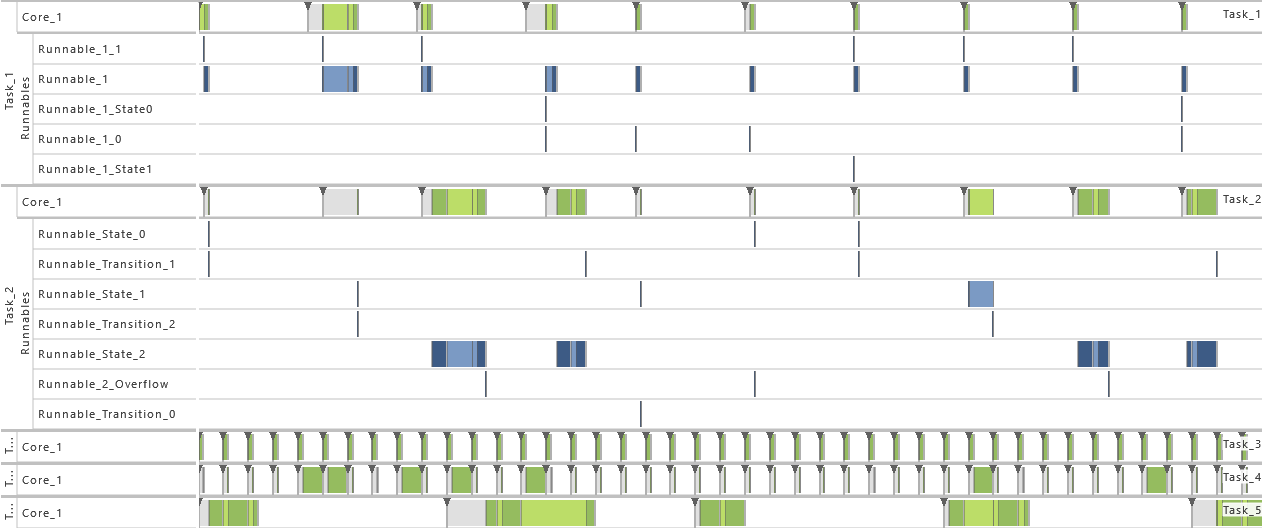 Core_1 Task_1
Task_1
Runnables
Runnable_1_1
Runnable_1
Runnable_1_State0
Runnable_1_0
Runnable_1_State1
Core_1 Task_2
Task_2
Runnables
Runnable_State_0
Runnable_Transition_1
Runnable_State_1
Runnable_Transition_2
Runnable_State_2
Runnable_2_Overflow
Runnable_Transition_0
T... Core_1 Task_3
T... Core_1 Task_4
T... Core_1 Task_5